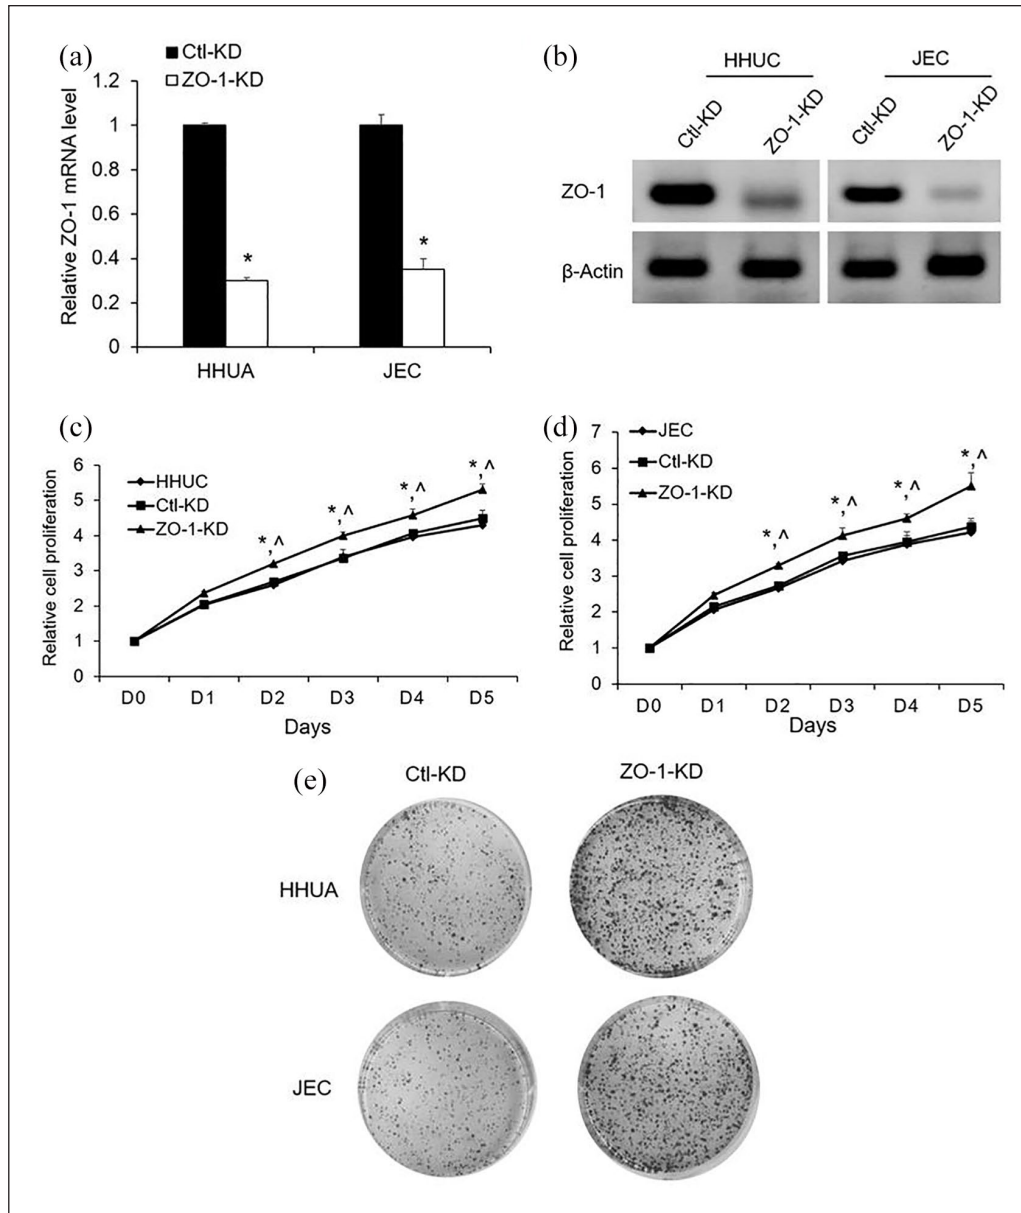 (a)
Ctl-KD
ZO-1-KD
Relative ZO-1 mRNA level
1.2
1
0.8
0.6
0.4
0.2
0
*
*
HHUA JEC
(b)
HHUC JEC
Ctl-KD ZO-1-KD Ctl-KD ZO-1-KD
ZO-1
β-Actin
(c)
HHUC
Ctl-KD
ZO-1-KD
Relative cell proliferation
6
5
4
3
2
1
0
*,^ *,^ *,^ *,^
D0 D1 D2 D3 D4 D5
Days
(d)
JEC
Ctl-KD
ZO-1-KD
Relative cell proliferation
7
6
5
4
3
2
1
0
*,^ *,^ *,^ *,^
D0 D1 D2 D3 D4 D5
Days
(e)
Ctl-KD ZO-1-KD
HHUA
JEC